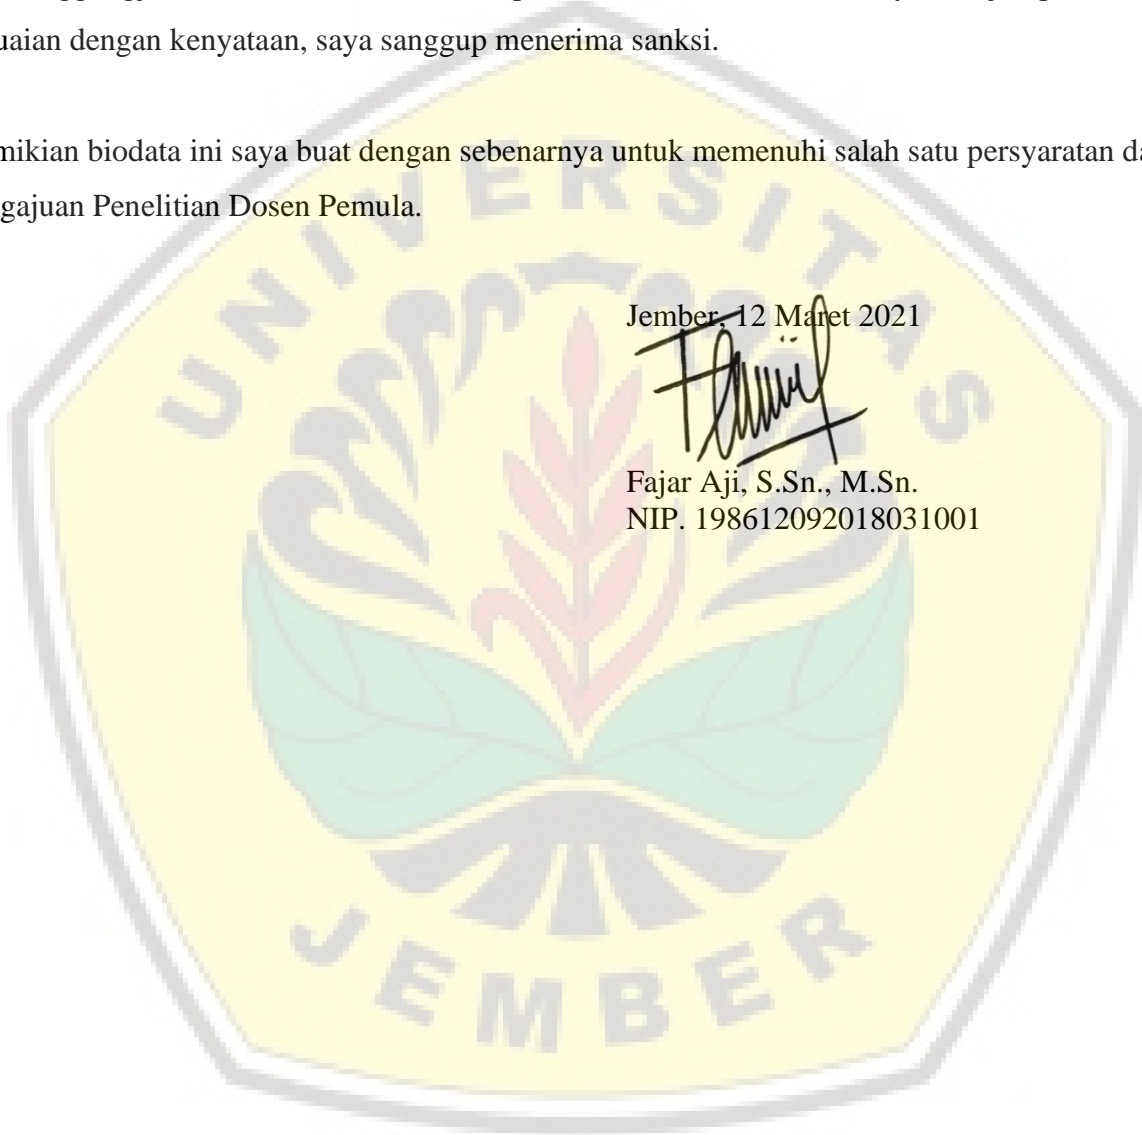 uaian dengan kenyataan, saya sanggup menerima sanksi.
mikian biodata ini saya buat dengan sebenarnya untuk memenuhi salah satu persyaratan da
gajuan Penelitian Dosen Pemula.
UNIVERSITAS
Jember, 12 Maret 2021
Fajar Aji, S.Sn., M.Sn.
NIP. 198612092018031001
JEMBER